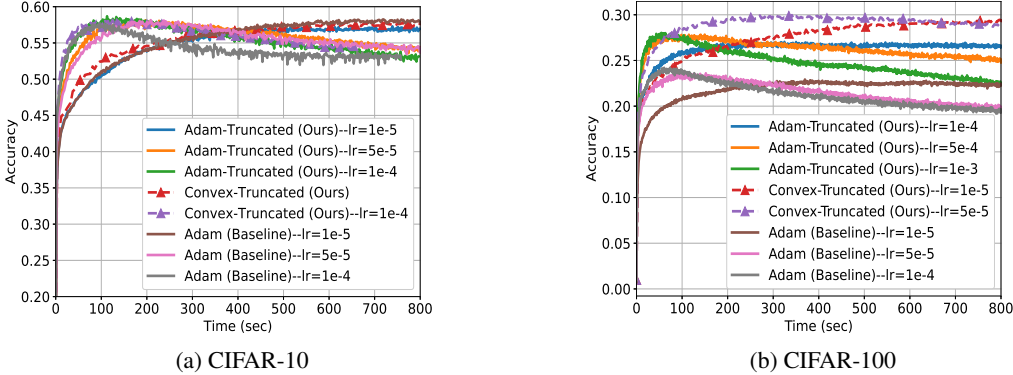 0.60
0.55
0.50
0.45
0.60
0.35
0.30
0.25
0.20
Accuracy
0 100 200 300 400 500 600 700 800
Time (sec)
Adam-Truncated (Ours)--lr=1e-5
Adam-Truncated (Ours)--lr=5e-5
Adam-Truncated (Ours)--lr=1e-4
Convex-Truncated (Ours)
Convex-Truncated (Ours)--lr=1e-4
Adam (Baseline)--lr=1e-5
Adam (Baseline)--lr=5e-5
Adam (Baseline)--lr=1e-4
(a) CIFAR-10
0.30
0.25
0.20
0.15
0.10
0.05
0.00
Accuracy
0 100 200 300 400 500 600 700 800
Time (sec)
Adam-Truncated (Ours)--lr=1e-4
Adam-Truncated (Ours)--lr=5e-4
Adam-Truncated (Ours)--lr=1e-3
Convex-Truncated (Ours)--lr=1e-5
Convex-Truncated (Ours)--lr=5e-5
Adam (Baseline)--lr=1e-5
Adam (Baseline)--lr=5e-5
Adam (Baseline)--lr=1e-4
(b) CIFAR-100